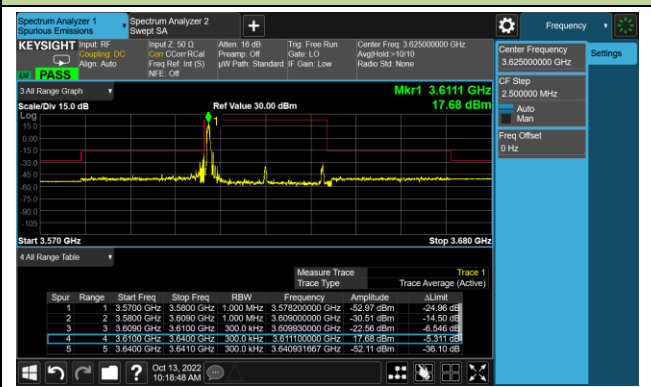 Spectrum Analyzer 1
Spurious Emissions
Spectrum Analyzer 2
Swept SA
+
Frequency
KEYSIGHT
Input: RF
Coupling: DC
Align: Auto
Input Z: 50 Ω
Corr CCorr RCal
Freq Ref: Int (S)
NFE: Off
Atten: 16 dB
Preamp: Off
µW Path: Standard
Trig: Free Run
Gate: LO
IF Gain: Low
Center Freq: 3.625000000 GHz
Avg|Hold:>10/10
Radio Std: None
PASS
Center Frequency
3.625000000 GHz
Settings
CF Step
2.500000 MHz
Auto
Man
Freq Offset
0 Hz
3 All Range Graph
Mkr1 3.6111 GHz
Scale/Div 15.0 dB
Ref Value 30.00 dBm
17.68 dBm
Log
15.0
0.00
-15.0
-30.0
-45.0
-60.0
-75.0
-90.0
-105
1
Start 3.570 GHz
Stop 3.680 GHz
4 All Range Table
Measure Trace Trace 1
Trace Type Trace Average (Active)
Spur Range Start Freq Stop Freq RBW Frequency Amplitude ΔLimit
1 1 3.5700 GHz 3.5800 GHz 1.000 MHz 3.578200000 GHz -52.97 dBm -24.96 dB
2 2 3.5800 GHz 3.6090 GHz 1.000 MHz 3.609000000 GHz -30.51 dBm -14.50 dB
3 3 3.6090 GHz 3.6100 GHz 300.0 kHz 3.609930000 GHz -22.56 dBm -6.546 dB
4 4 3.6100 GHz 3.6400 GHz 300.0 kHz 3.611100000 GHz 17.68 dBm -5.311 dB
5 5 3.6400 GHz 3.6410 GHz 300.0 kHz 3.640931667 GHz -52.11 dBm -36.10 dB
?
Oct 13, 2022
10:18:48 AM